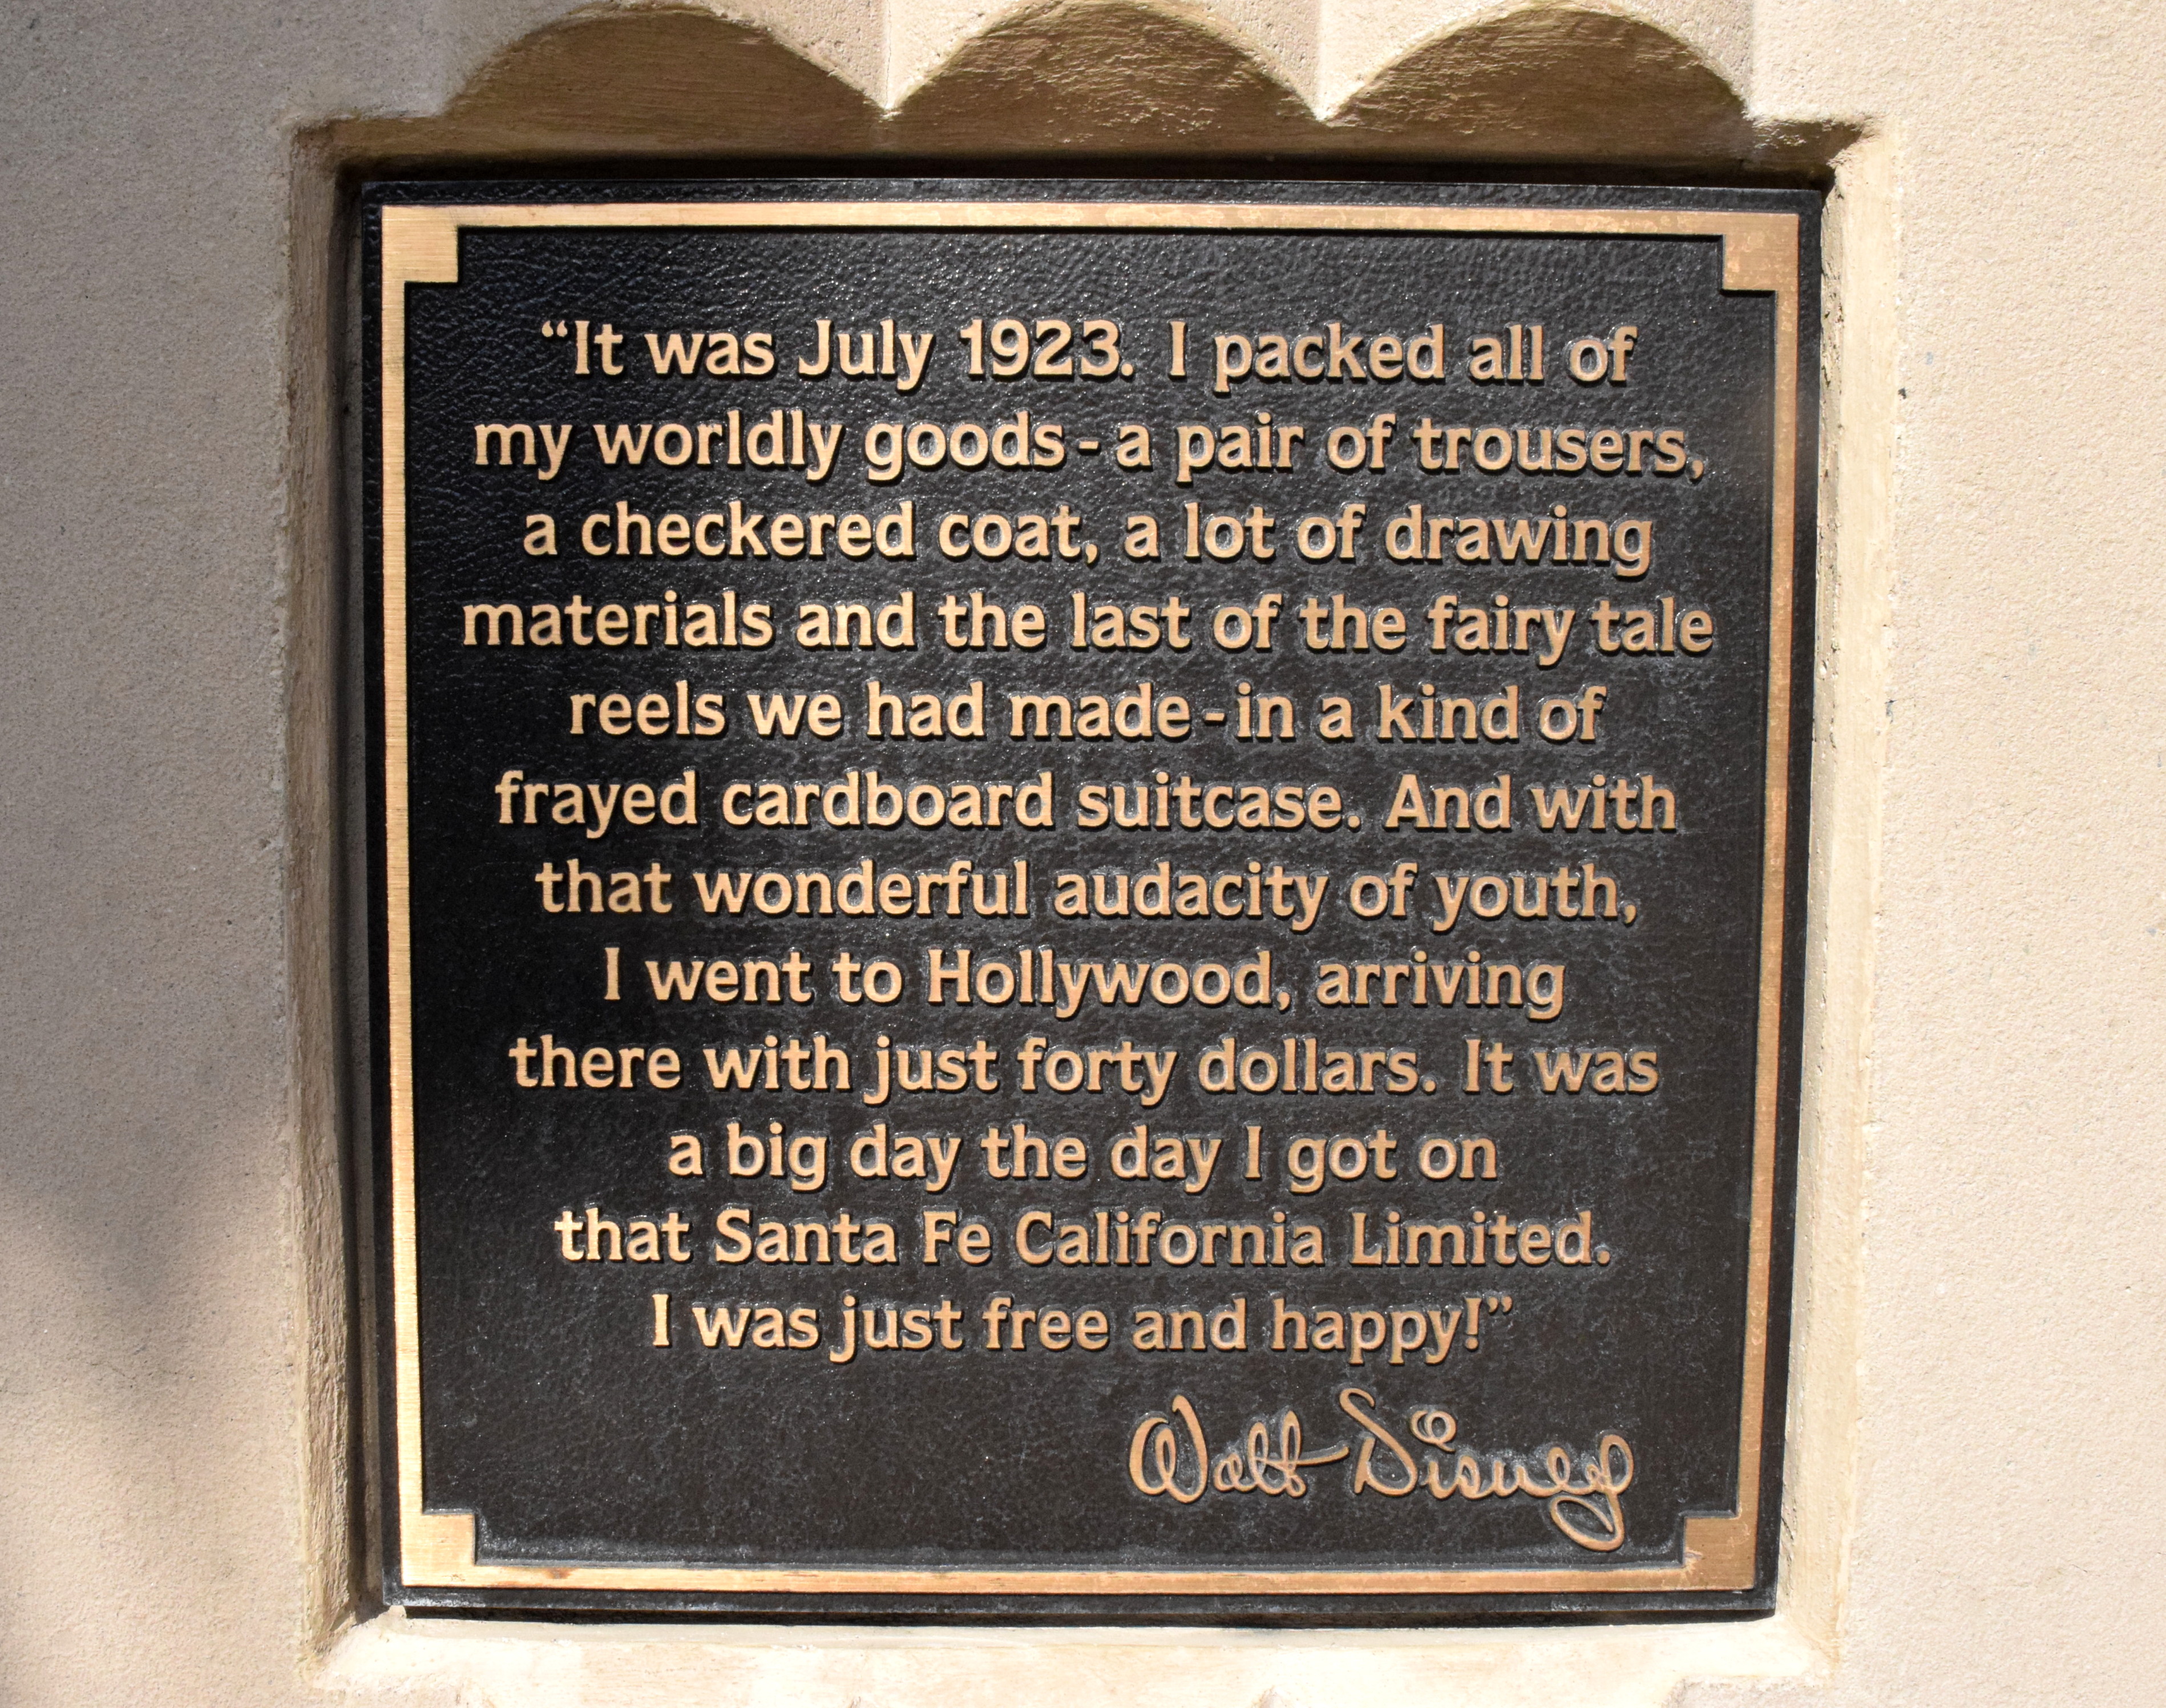 “It was July 1923. I packed all of
my worldly goods - a pair of trousers,
a checkered coat, a lot of drawing
materials and the last of the fairy tale
reels we had made - in a kind of
frayed cardboard suitcase. And with
that wonderful audacity of youth,
I went to Hollywood, arriving
there with just forty dollars. It was
a big day the day I got on
that Santa Fe California Limited.
I was just free and happy!”
Walt Disney